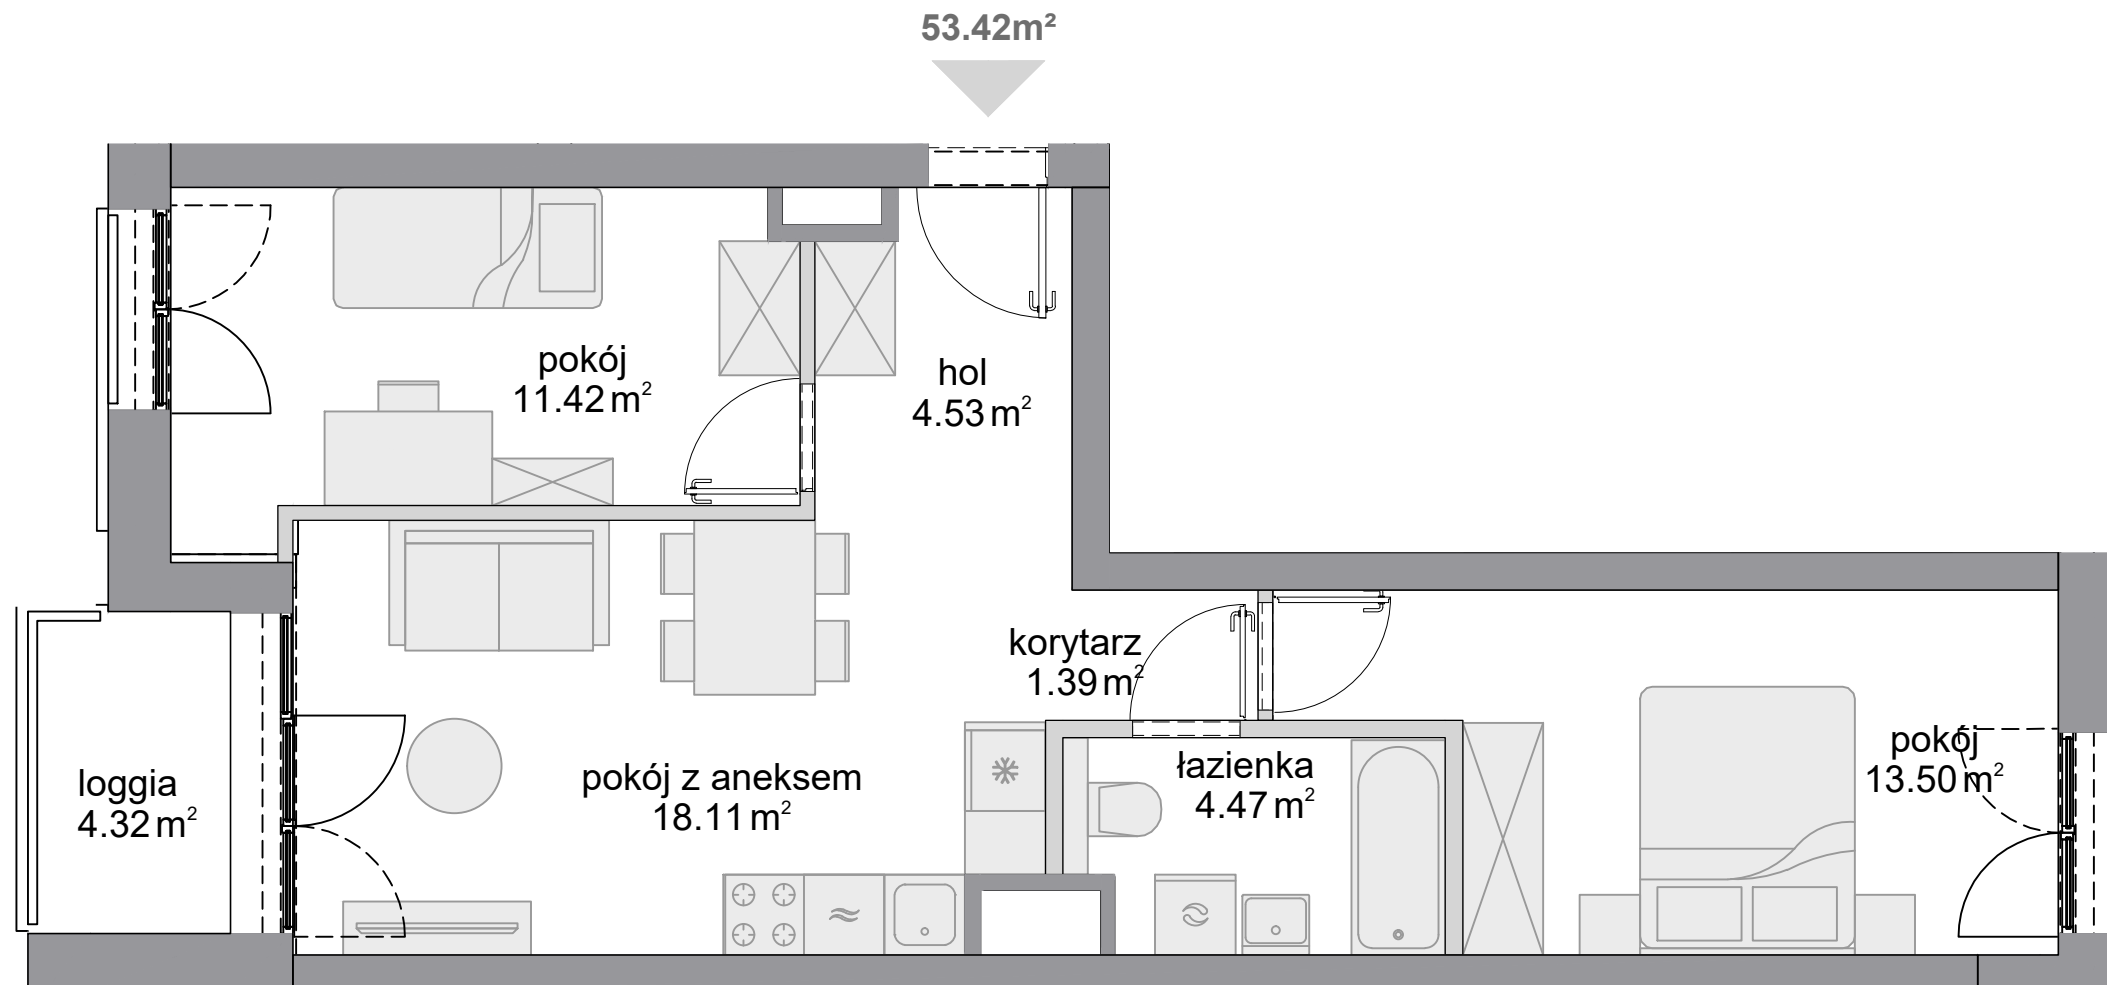 53.42m²
pokój
11.42 m²
hol
4.53 m²
korytarz
1.39 m²
pokój
13.50 m²
łazienka
4.47 m²
pokój z aneksem
18.11 m²
loggia
4.32 m²